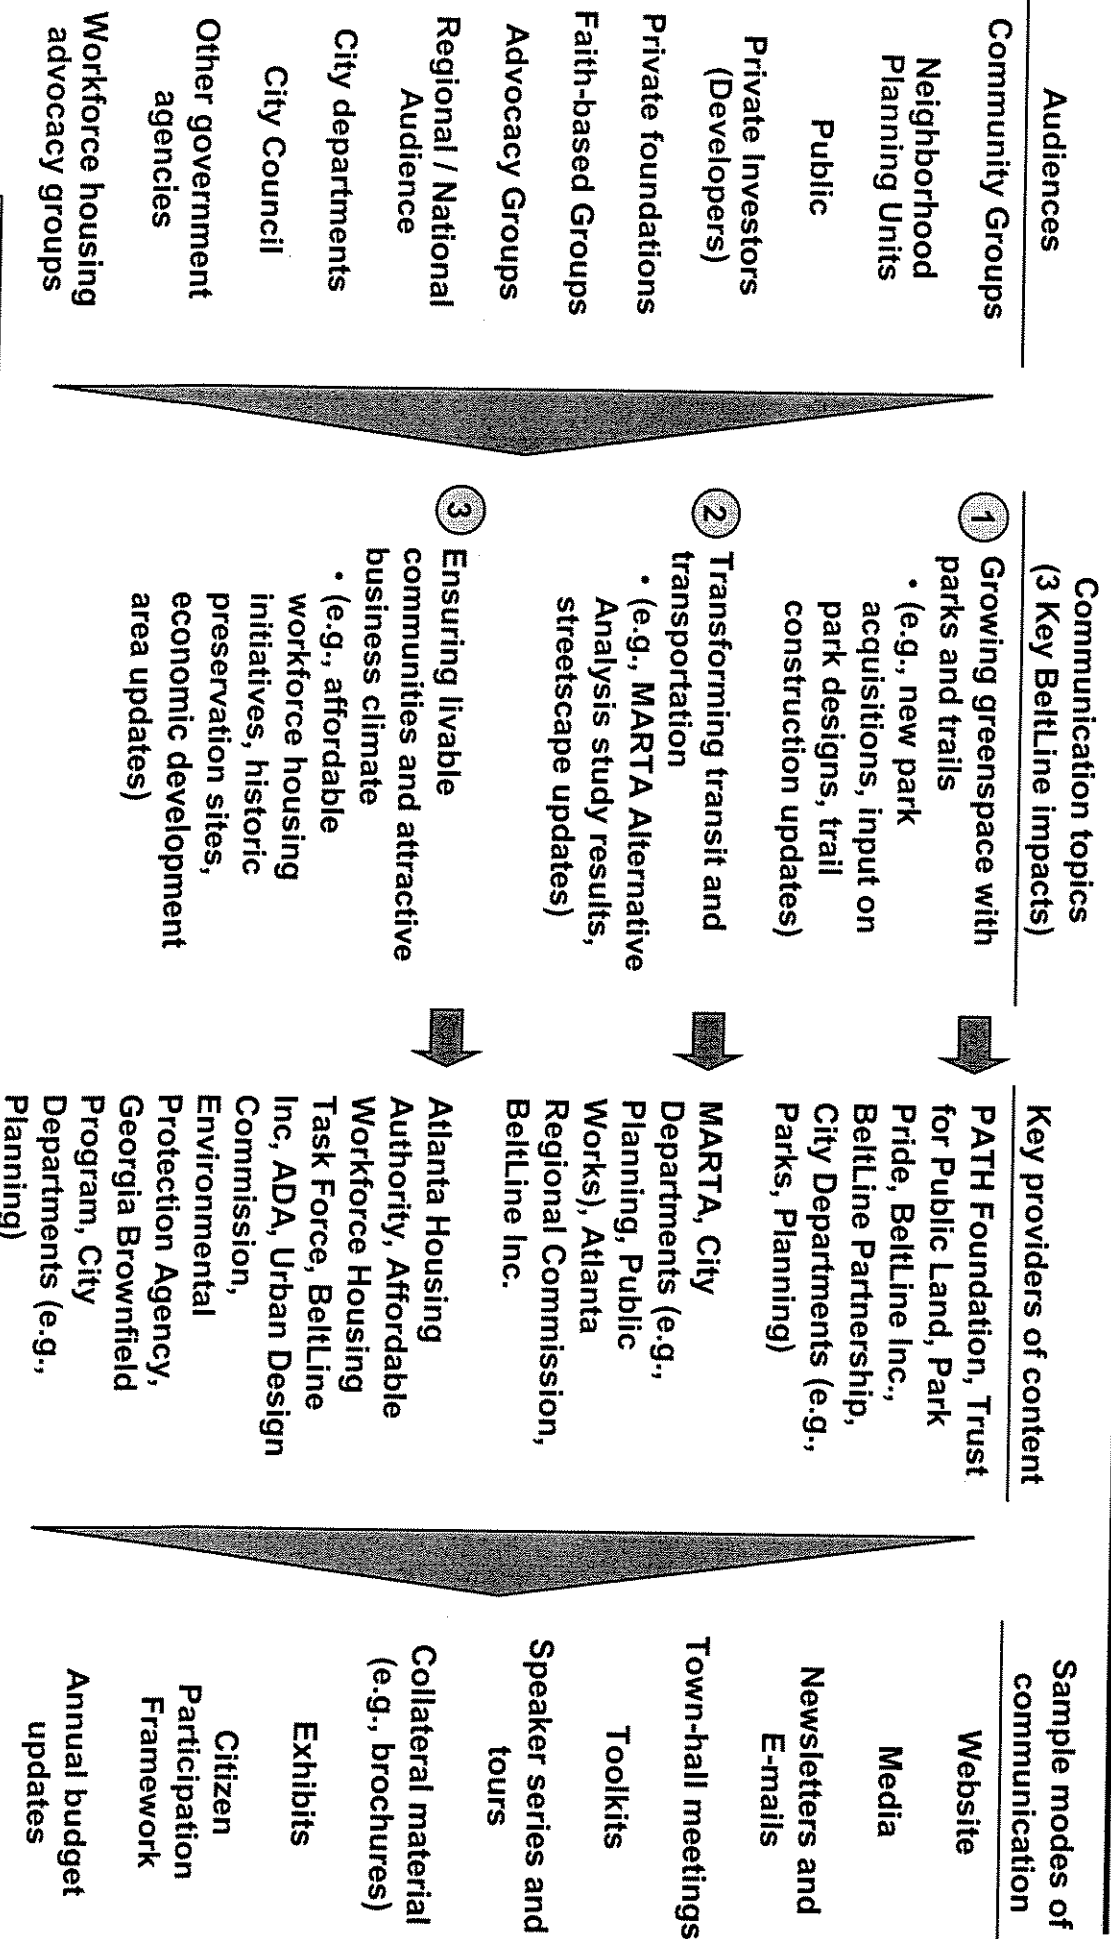 Audiences
Community Groups
Neighborhood
Planning Units
Public
Private Investors
(Developers)
Private foundations
Faith-based Groups
Advocacy Groups
Regional / National
Audience
City departments
City Council
Other government
agencies
Workforce housing
advocacy groups
Communication topics
(3 Key BeltLine impacts)
1 Growing greenspace with
parks and trails
• (e.g., new park
acquisitions, input on
park designs, trail
construction updates)
2 Transforming transit and
transportation
• (e.g., MARTA Alternative
Analysis study results,
streetscape updates)
3 Ensuring livable
communities and attractive
business climate
• (e.g., affordable
workforce housing
initiatives, historic
preservation sites,
economic development
area updates)
Key providers of content
PATH Foundation, Trust
for Public Land, Park
Pride, BeltLine Inc.,
BeltLine Partnership,
City Departments (e.g.,
Parks, Planning)
MARTA, City
Departments (e.g.,
Planning, Public
Works), Atlanta
Regional Commission,
BeltLine Inc.
Atlanta Housing
Authority, Affordable
Workforce Housing
Task Force, BeltLine
Inc, ADA, Urban Design
Commission,
Environmental
Protection Agency,
Georgia Brownfield
Program, City
Departments (e.g.,
Planning)
Sample modes of
communication
Website
Media
Newsletters and
E-mails
Town-hall meetings
Toolkits
Speaker series and
tours
Collateral material
(e.g., brochures)
Exhibits
Citizen
Participation
Framework
Annual budget
updates